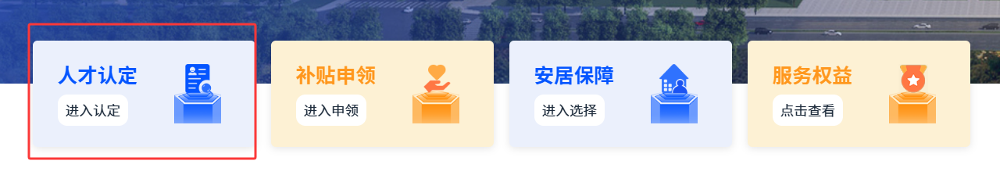 人才认定
进入认定
补贴申领
进入申领
安居保障
进入选择
服务权益
点击查看